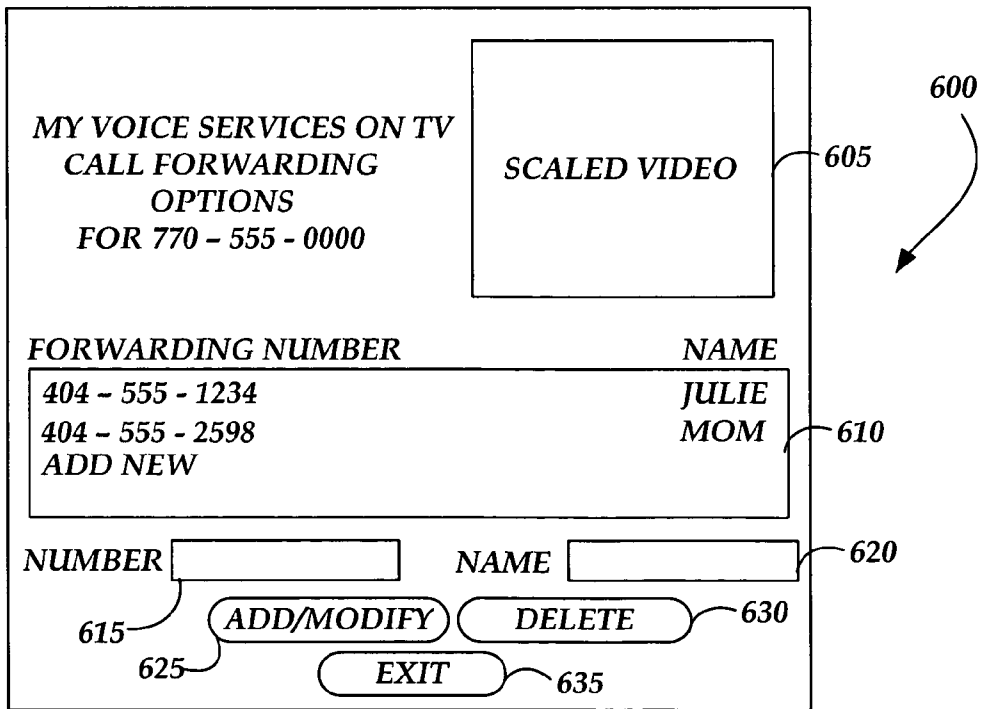 MY VOICE SERVICES ON TV
CALL FORWARDING
OPTIONS
FOR 770 – 555 - 0000
SCALED VIDEO
605
600
FORWARDING NUMBER NAME
404 – 555 - 1234 JULIE
404 – 555 - 2598 MOM
ADD NEW
610
NUMBER NAME
620
615
ADD/MODIFY DELETE
630
625
EXIT
635